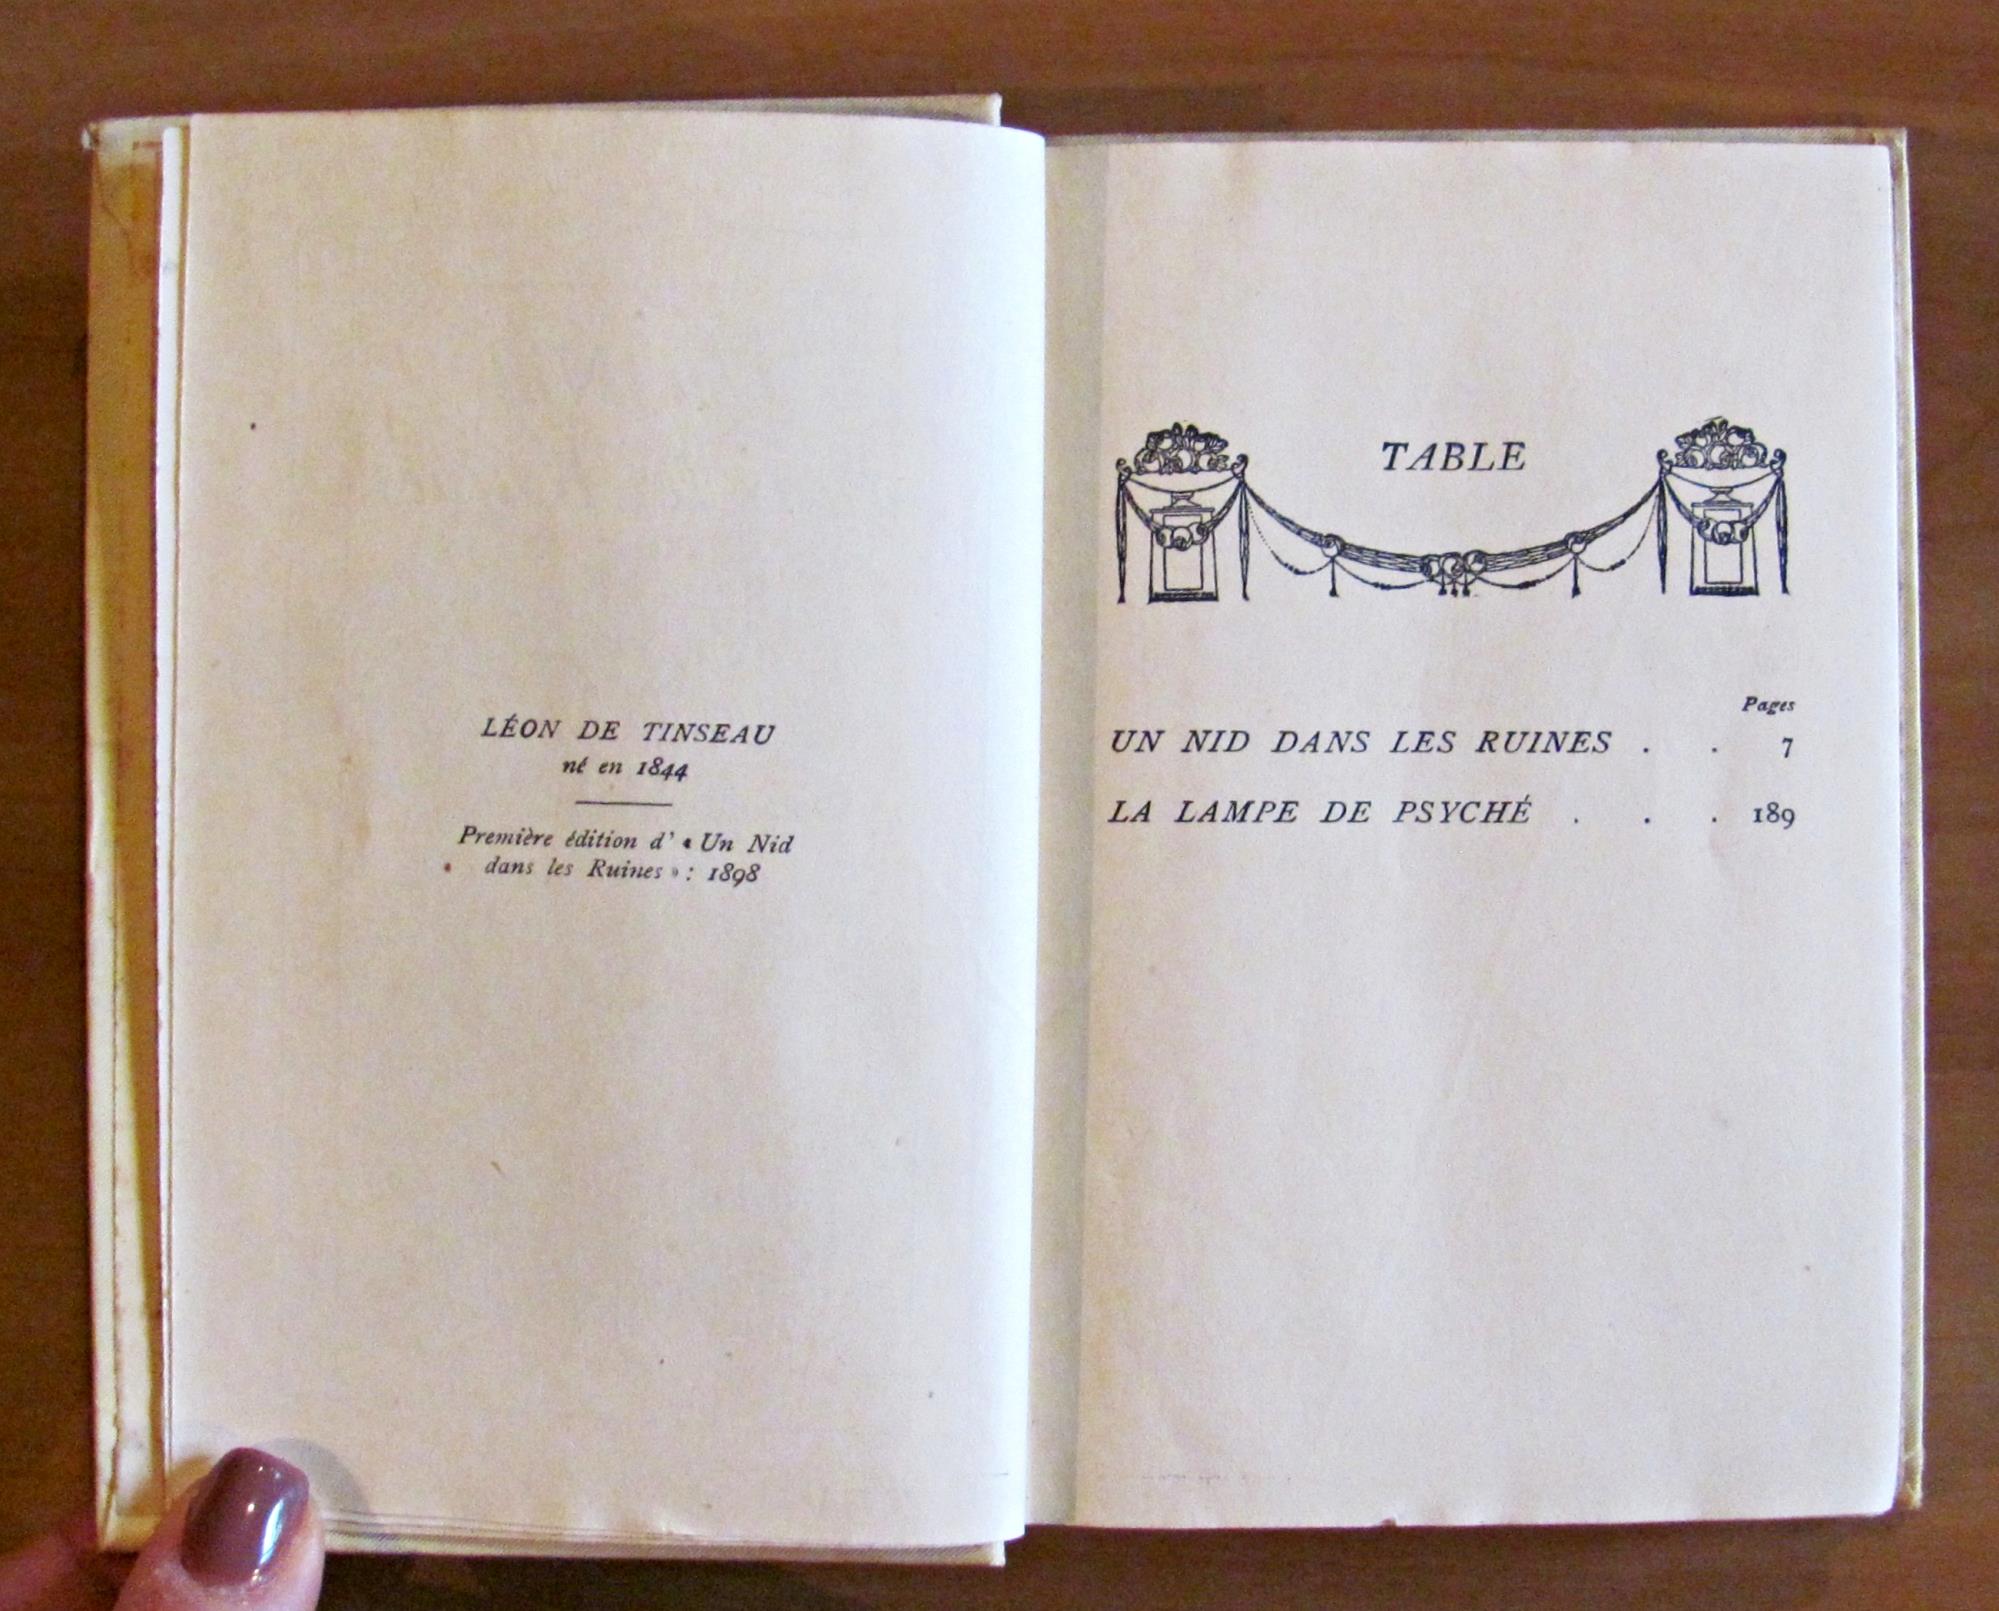 LÉON DE TINSEAU
né en 1844
Première édition d' « Un Nid
dans les Ruines » : 1898
TABLE
Pages
UN NID DANS LES RUINES . . 7
LA LAMPE DE PSYCHÉ . . . 189